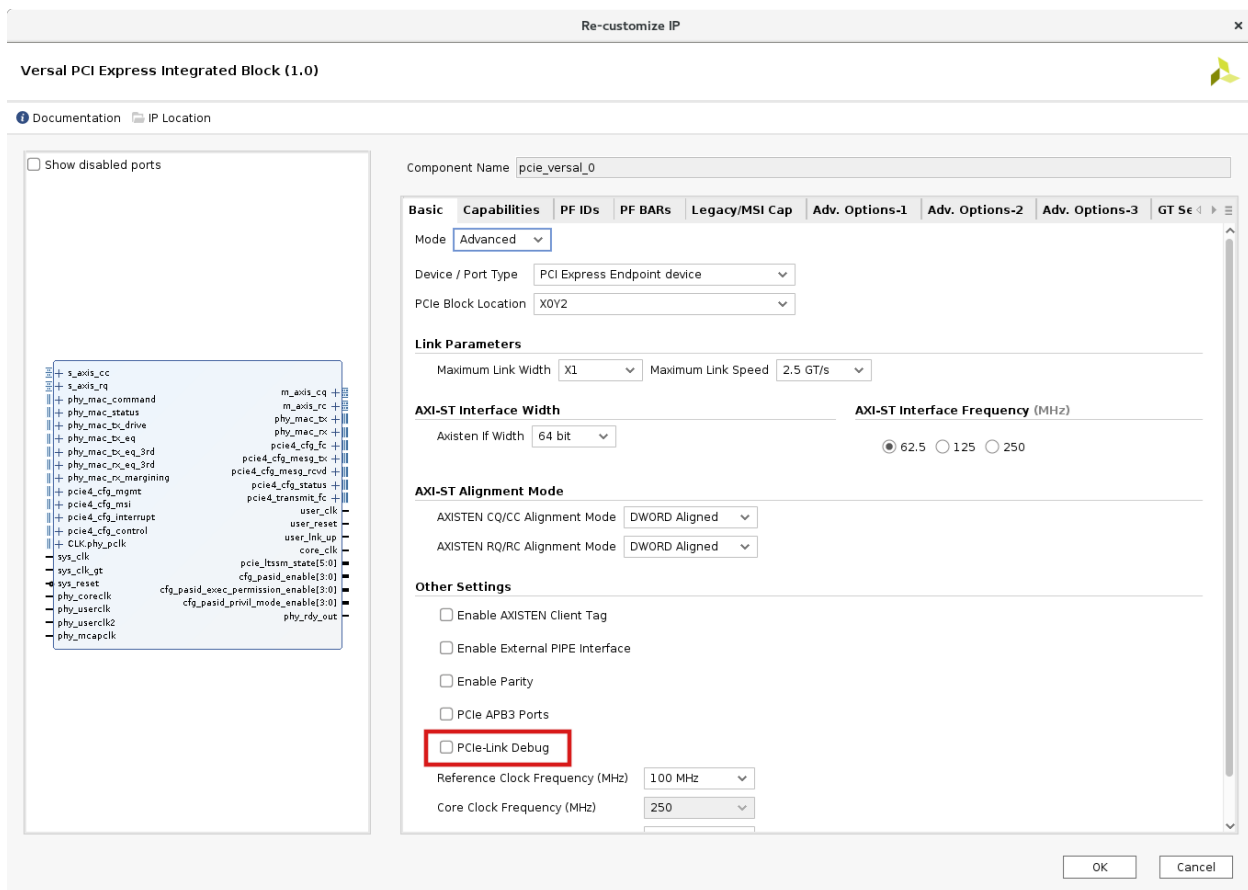 Re-customize IP
Versal PCI Express Integrated Block (1.0)
Documentation IP Location
Show disabled ports
s_axis_cc
s_axis_rq
phy_mac_command
phy_mac_status
phy_mac_tx_drive
phy_mac_tx_eq
phy_mac_tx_eq_3rd
phy_mac_rx_eq_3rd
phy_mac_rx_margining
pcie4_cfg_mgmt
pcie4_cfg_msi
pcie4_cfg_interrupt
pcie4_cfg_control
CLK.phy_pclk
sys_clk
sys_clk_gt
sys_reset
phy_coreclk
phy_userclk
phy_userclk2
phy_mcapclk
m_axis_cq
m_axis_rc
phy_mac_tx
phy_mac_rx
pcie4_cfg_fc
pcie4_cfg_mesg_tx
pcie4_cfg_mesg_rcvd
pcie4_cfg_status
pcie4_transmit_fc
user_clk
user_reset
user_lnk_up
core_clk
pcie_ltssm_state[5:0]
cfg_pasid_enable[3:0]
cfg_pasid_exec_permission_enable[3:0]
cfg_pasid_privil_mode_enable[3:0]
phy_rdy_out
Component Name pcie_versal_0
Basic Capabilities PF IDs PF BARs Legacy/MSI Cap Adv. Options-1 Adv. Options-2 Adv. Options-3 GT Se
Mode Advanced
Device / Port Type PCI Express Endpoint device
PCIe Block Location X0Y2
Link Parameters
Maximum Link Width X1 Maximum Link Speed 2.5 GT/s
AXI-ST Interface Width AXI-ST Interface Frequency (MHz)
Axisten If Width 64 bit 62.5 125 250
AXI-ST Alignment Mode
AXISTEN CQ/CC Alignment Mode DWORD Aligned
AXISTEN RQ/RC Alignment Mode DWORD Aligned
Other Settings
Enable AXISTEN Client Tag
Enable External PIPE Interface
Enable Parity
PCIe APB3 Ports
PCIe-Link Debug
Reference Clock Frequency (MHz) 100 MHz
Core Clock Frequency (MHz) 250
OK Cancel